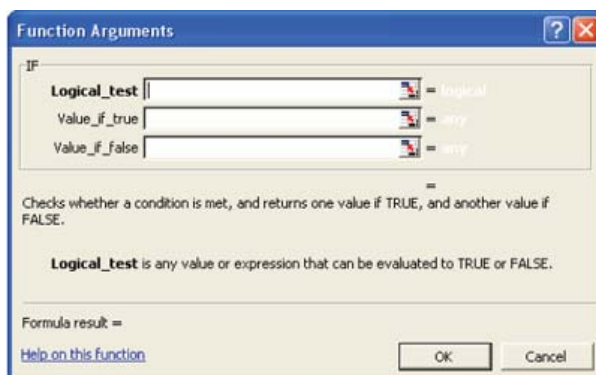 Function Arguments
IF
Logical_test = logical
Value_if_true = any
Value_if_false = any
=
Checks whether a condition is met, and returns one value if TRUE, and another value if
FALSE.
Logical_test is any value or expression that can be evaluated to TRUE or FALSE.
Formula result =
Help on this function
OK
Cancel